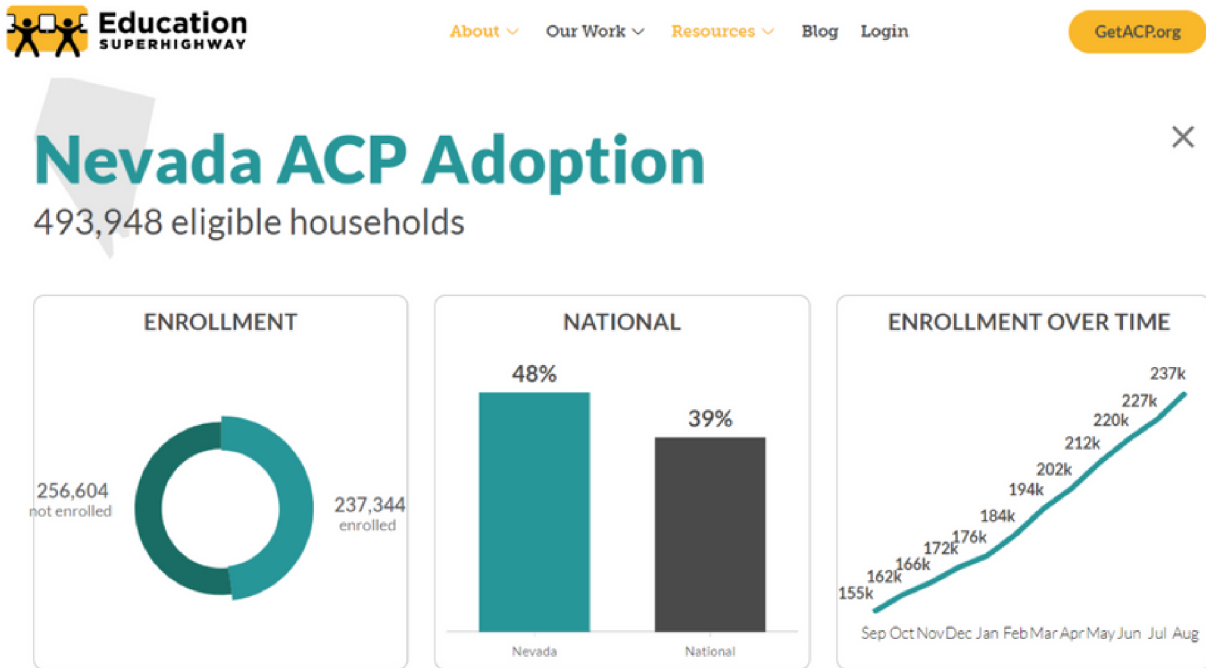 Education
SUPERHIGHWAY
About
Our Work
Resources
Blog
Login
GetACP.org
Nevada ACP Adoption
493,948 eligible households
ENROLLMENT
256,604
not enrolled
237,344
enrolled
NATIONAL
48%
39%
Nevada
National
ENROLLMENT OVER TIME
155k
162k
166k
172k
176k
184k
194k
202k
212k
220k
227k
237k
Sep Oct Nov Dec Jan Feb Mar Apr May Jun Jul Aug